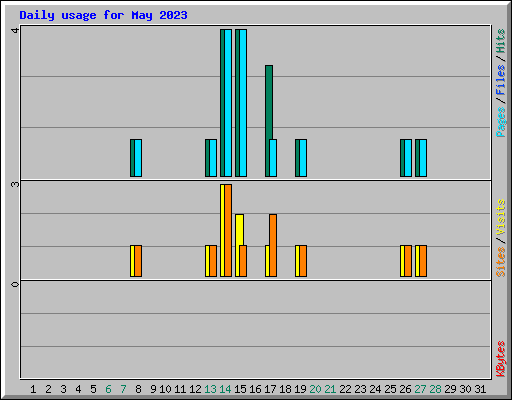 Daily usage for May 2023
4
3
0
Pages / Files / Hits
Sites / Visits
KBytes
1 2 3 4 5 6 7 8 9 10 11 12 13 14 15 16 17 18 19 20 21 22 23 24 25 26 27 28 29 30 31